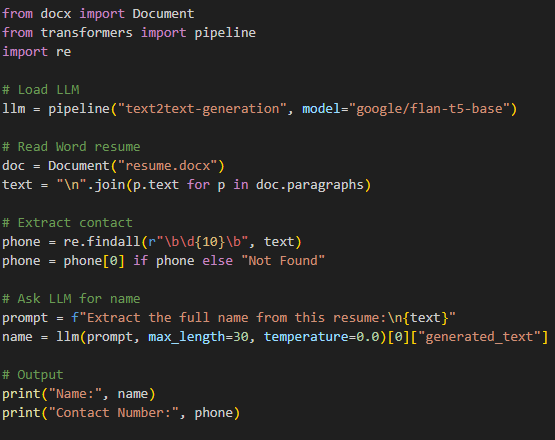 from docx import Document
from transformers import pipeline
import re
# Load LLM
llm = pipeline("text2text-generation", model="google/flan-t5-base")
# Read Word resume
doc = Document("resume.docx")
text = "\n".join(p.text for p in doc.paragraphs)
# Extract contact
phone = re.findall(r"\b\d{10}\b", text)
phone = phone[0] if phone else "Not Found"
# Ask LLM for name
prompt = f"Extract the full name from this resume:\n{text}"
name = llm(prompt, max_length=30, temperature=0.0)[0]["generated_text"]
# Output
print("Name:", name)
print("Contact Number:", phone)